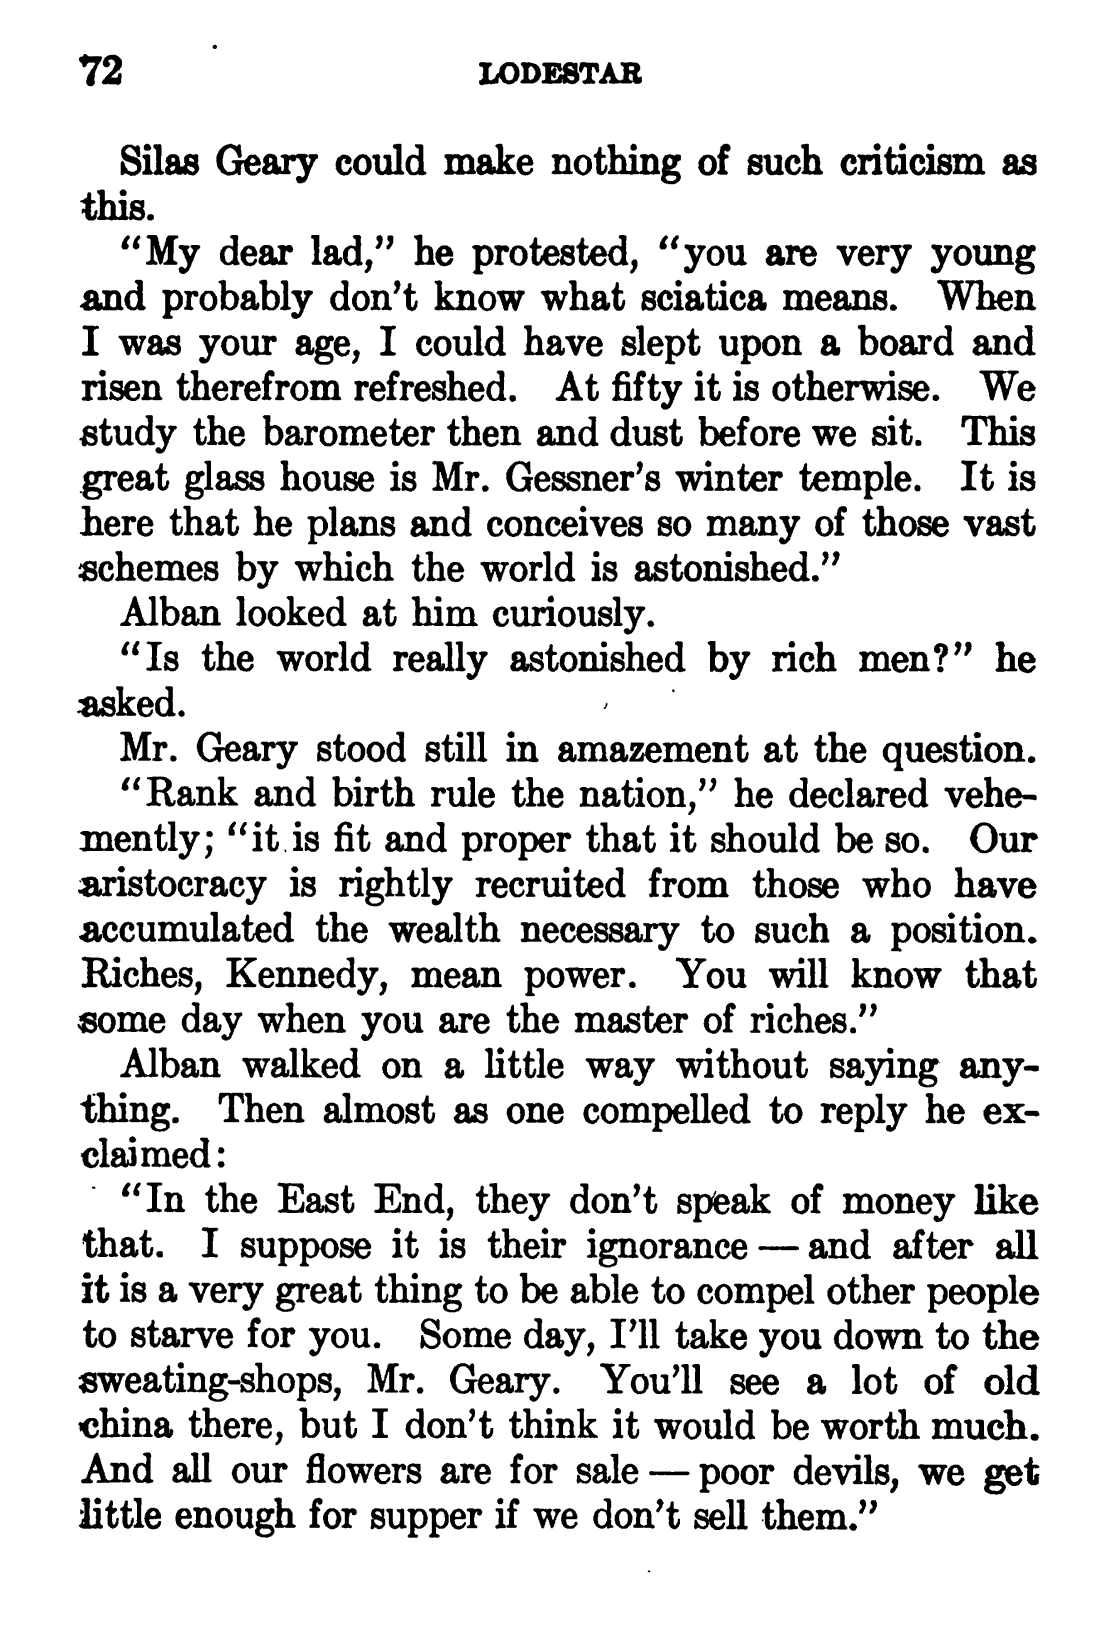 72 LODESTAR
Silas Geary could make nothing of such criticism as
this.
“My dear lad,” he protested, “you are very young
and probably don’t know what sciatica means. When
I was your age, I could have slept upon a board and
risen therefrom refreshed. At fifty it is otherwise. We
study the barometer then and dust before we sit. This
great glass house is Mr. Gessner’s winter temple. It is
here that he plans and conceives so many of those vast
schemes by which the world is astonished.”
Alban looked at him curiously.
“Is the world really astonished by rich men?” he
asked.
Mr. Geary stood still in amazement at the question.
“Rank and birth rule the nation,” he declared vehe-
mently; “it is fit and proper that it should be so. Our
aristocracy is rightly recruited from those who have
accumulated the wealth necessary to such a position.
Riches, Kennedy, mean power. You will know that
some day when you are the master of riches.”
Alban walked on a little way without saying any-
thing. Then almost as one compelled to reply he ex-
claimed:
“In the East End, they don’t speak of money like
that. I suppose it is their ignorance — and after all
it is a very great thing to be able to compel other people
to starve for you. Some day, I’ll take you down to the
sweating-shops, Mr. Geary. You’ll see a lot of old
china there, but I don’t think it would be worth much.
And all our flowers are for sale — poor devils, we get
little enough for supper if we don’t sell them.”